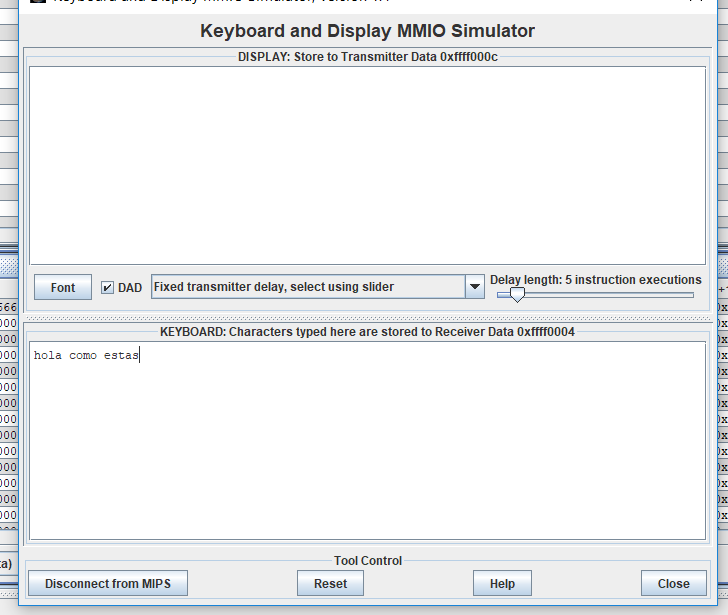 Keyboard and Display MMIO Simulator
DISPLAY: Store to Transmitter Data 0xffff000c
Font
DAD
Fixed transmitter delay, select using slider
Delay length: 5 instruction executions
KEYBOARD: Characters typed here are stored to Receiver Data 0xffff0004
hola como estas
Tool Control
Disconnect from MIPS
Reset
Help
Close